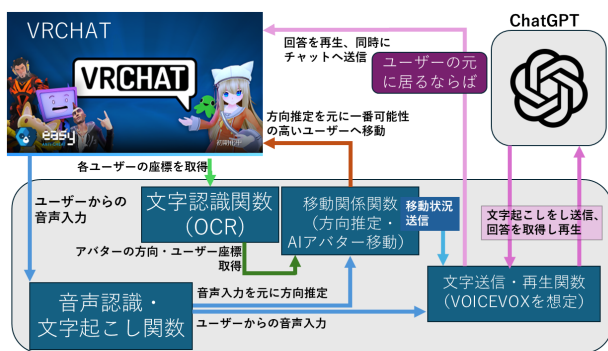 VRCHAT
VRCHAT
easy
ChatGPT
回答を再生、同時に
チャットへ送信
ユーザーの元
に居るならば
方向推定を元に一番可能性
の高いユーザーへ移動
各ユーザーの座標を取得
ユーザーからの
音声入力
文字認識関数
(OCR)
移動関係関数
(方向推定・
AIアバター移動)
移動状況
送信
文字起こしをし送信、
回答を取得し再生
アバターの方向・ユーザー座標
取得
文字送信・再生関数
(VOICEVOXを想定)
音声認識・
文字起こし関数
音声入力を元に方向推定
ユーザーからの音声入力